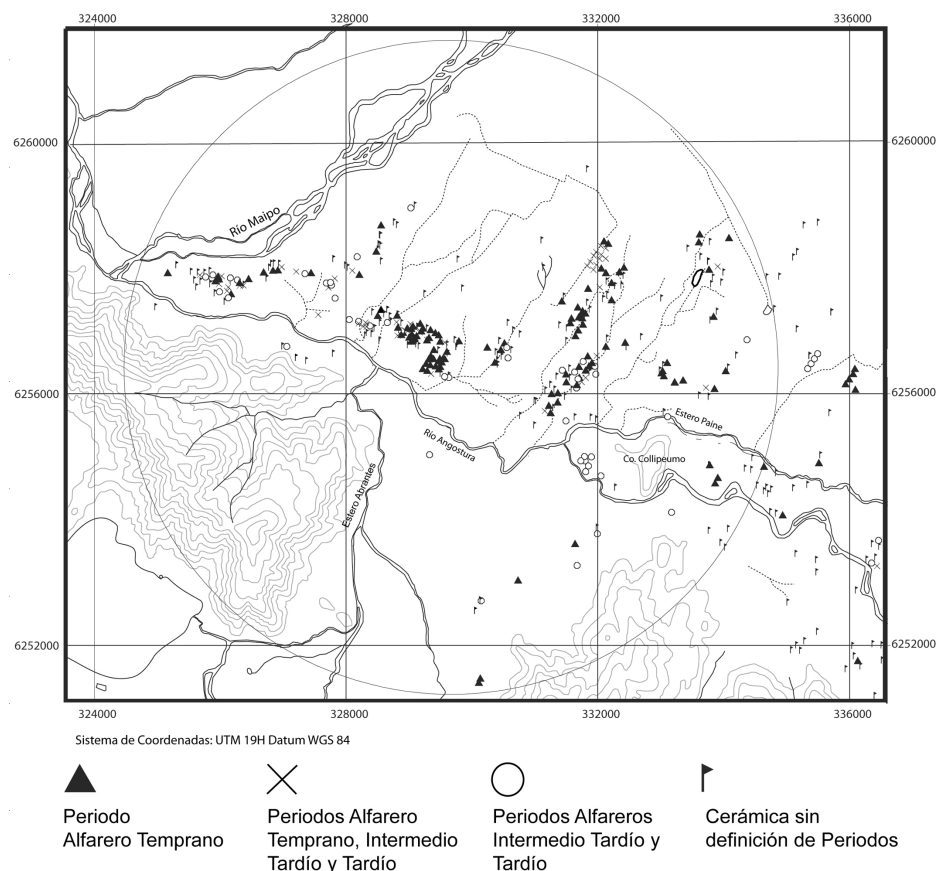 324000 328000 332000 336000
6260000 6260000
Río Maipo
6256000 6256000
Estero Paine
Río Angostura
Co. Collipeumo
Estero Abrantes
6252000 6252000
324000 328000 332000 336000
Sistema de Coordenadas: UTM 19H Datum WGS 84
Periodo
Alfarero Temprano
Periodos Alfarero
Temprano, Intermedio
Tardío y Tardío
Periodos Alfareros
Intermedio Tardío y
Tardío
Cerámica sin
definición de Periodos